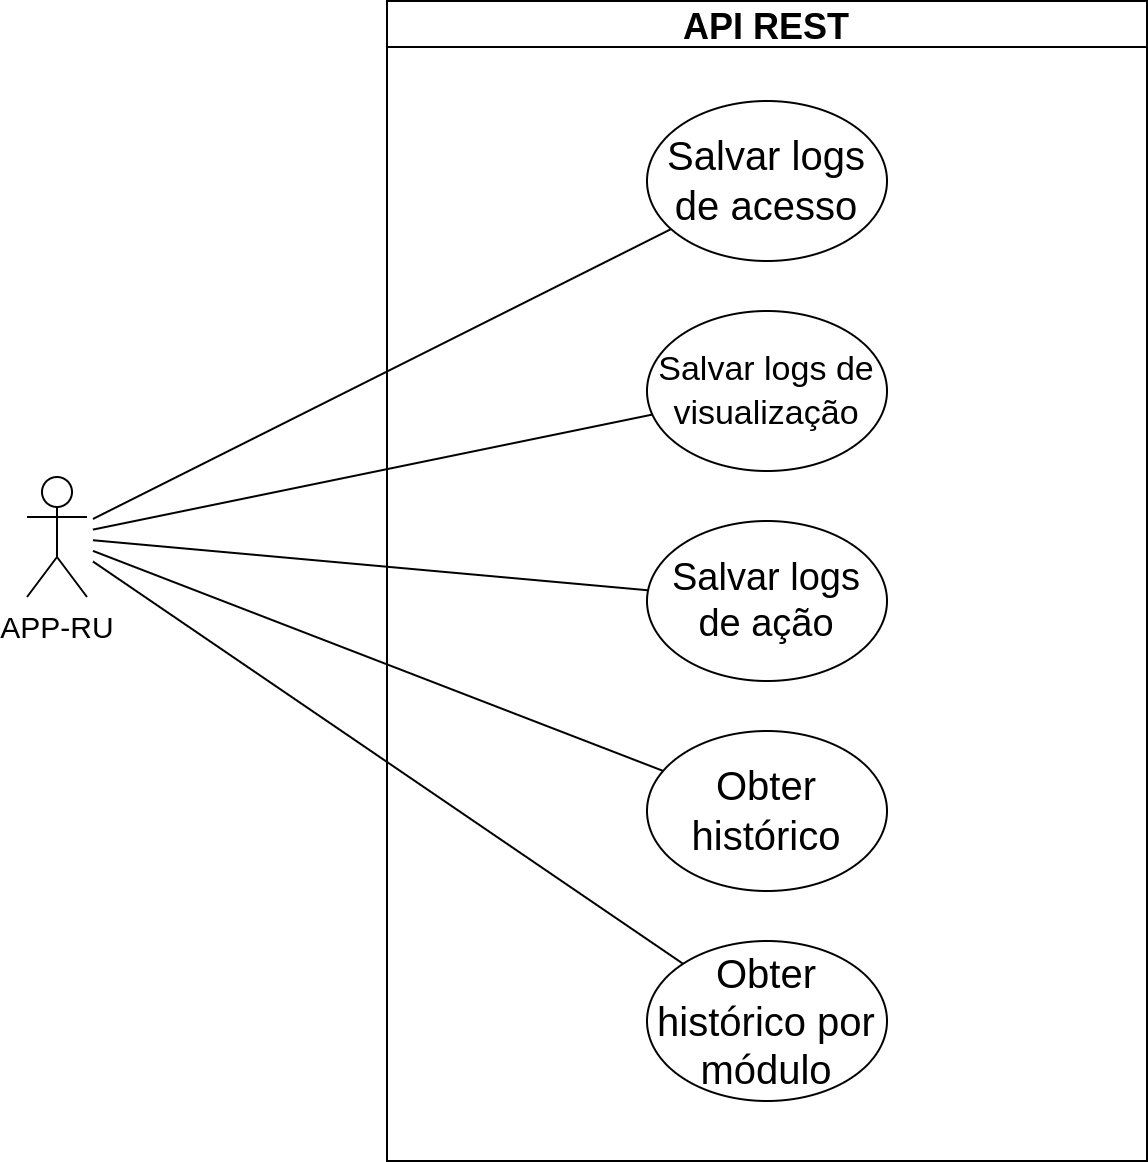 API REST
Salvar logs
de acesso
Salvar logs de
visualização
Salvar logs
de ação
APP-RU
Obter
histórico
Obter
histórico por
módulo